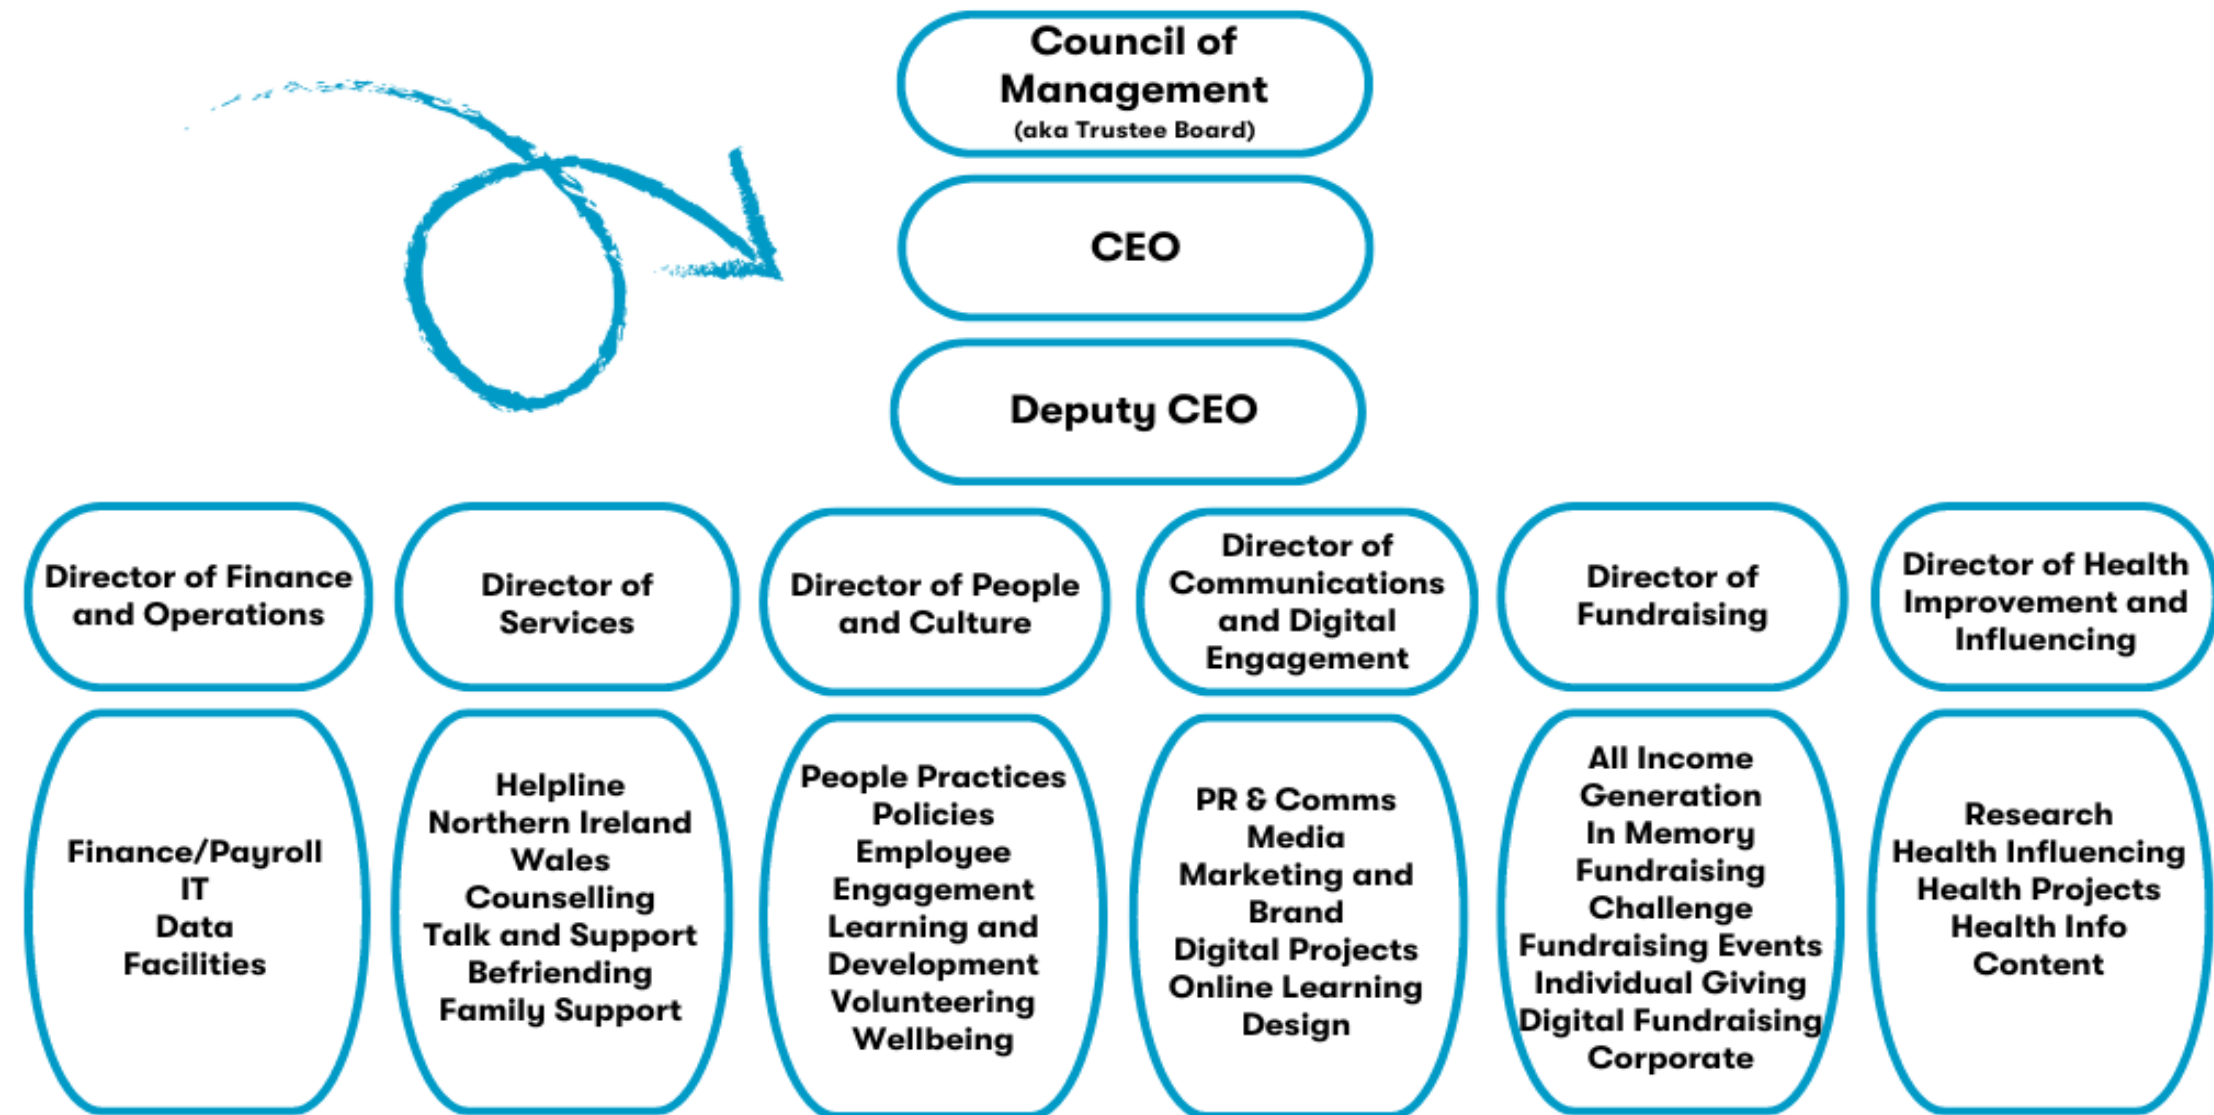 Council of
Management
(aka Trustee Board)
CEO
Deputy CEO
Director of Finance
and Operations
Director of
Services
Director of People
and Culture
Director of
Communications
and Digital
Engagement
Director of
Fundraising
Director of Health
Improvement and
Influencing
Finance/Payroll
IT
Data
Facilities
Helpline
Northern Ireland
Wales
Counselling
Talk and Support
Befriending
Family Support
People Practices
Policies
Employee
Engagement
Learning and
Development
Volunteering
Wellbeing
PR & Comms
Media
Marketing and
Brand
Digital Projects
Online Learning
Design
All Income
Generation
In Memory
Fundraising
Challenge
Fundraising Events
Individual Giving
Digital Fundraising
Corporate
Research
Health Influencing
Health Projects
Health Info
Content